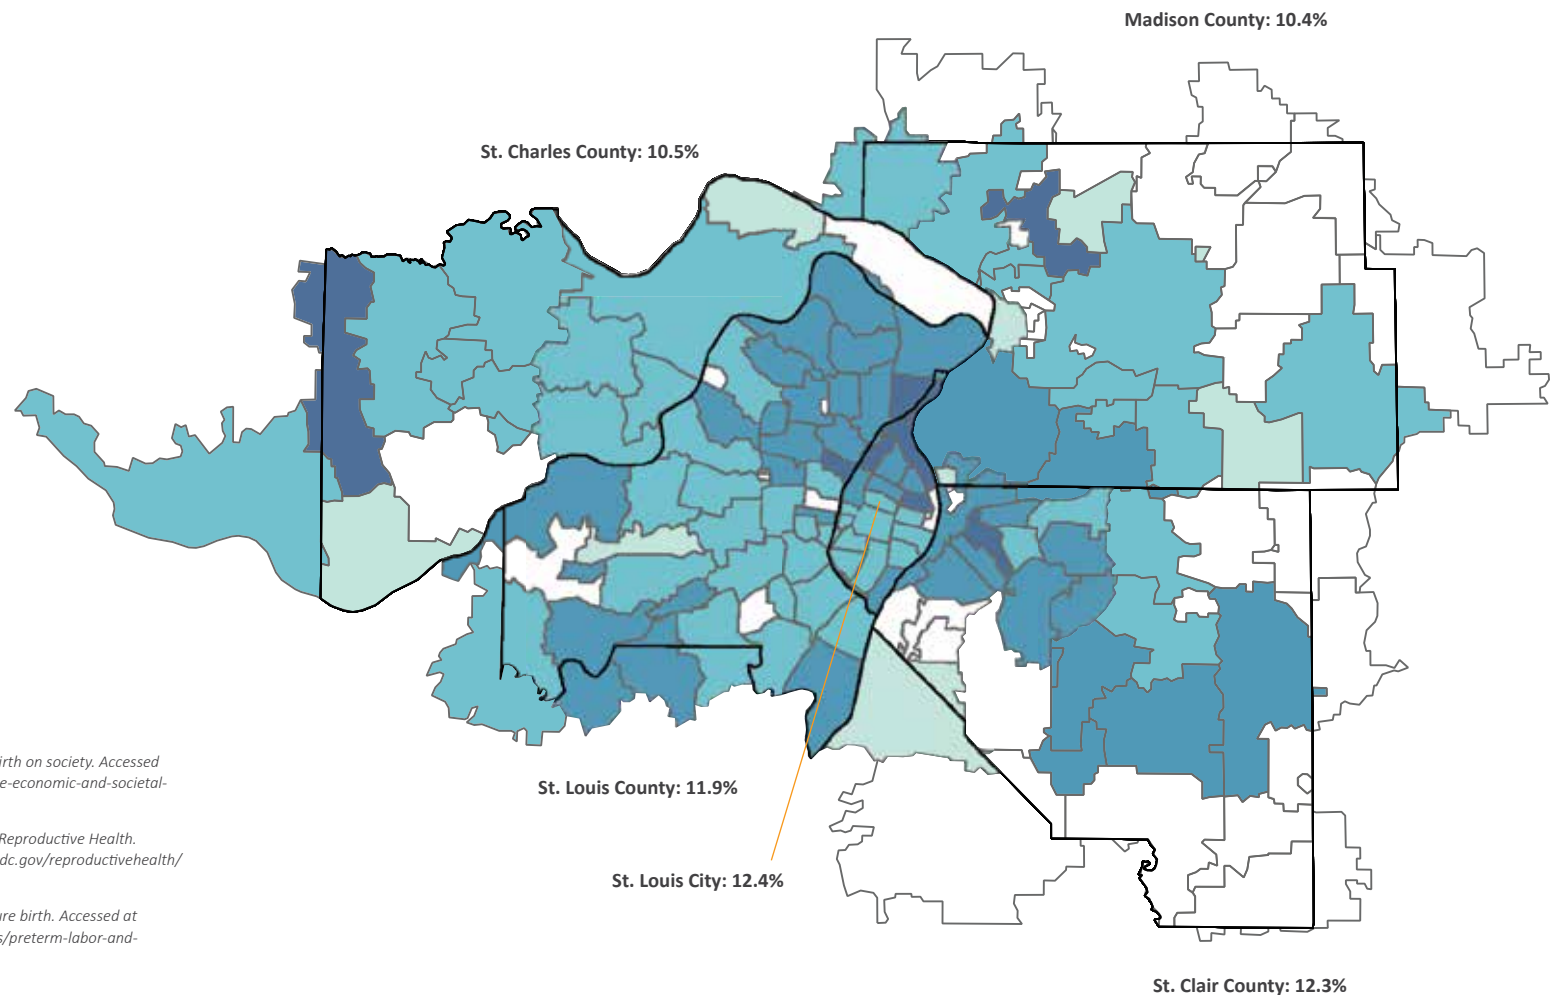 Madison County: 10.4%
St. Charles County: 10.5%
irth on society. Accessed
e-economic-and-societal-
St. Louis County: 11.9%
Reproductive Health.
dc.gov/reproductivehealth/
St. Louis City: 12.4%
ure birth. Accessed at
s/preterm-labor-and-
St. Clair County: 12.3%